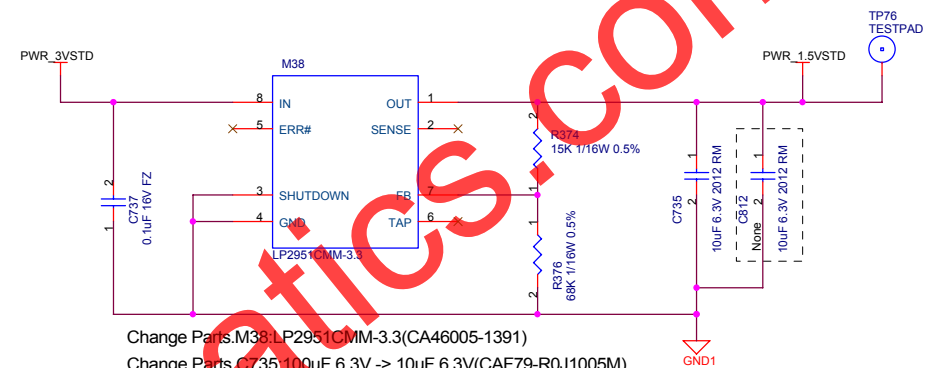 TP76
TESTPAD
PWR_3VSTD
PWR_1.5VSTD
M38
8
IN
OUT
1
5
ERR#
SENSE
2
3
SHUTDOWN
FB
7
4
GND
TAP
6
LP2951CMM-3.3
2
1
C737
0.1uF 16V FZ
2
R374
15K 1/16W 0.5%
1
1
R376
68K 1/16W 0.5%
2
1
2
C735
10uF 6.3V 2012 RM
1
2
C812
None
10uF 6.3V 2012 RM
GND1
Change Parts.M38:LP2951CMM-3.3(CA46005-1391)
Change Parts.C735:100uF 6.3V -> 10uF 6.3V(CAF79-R0J1005M)
atics.com